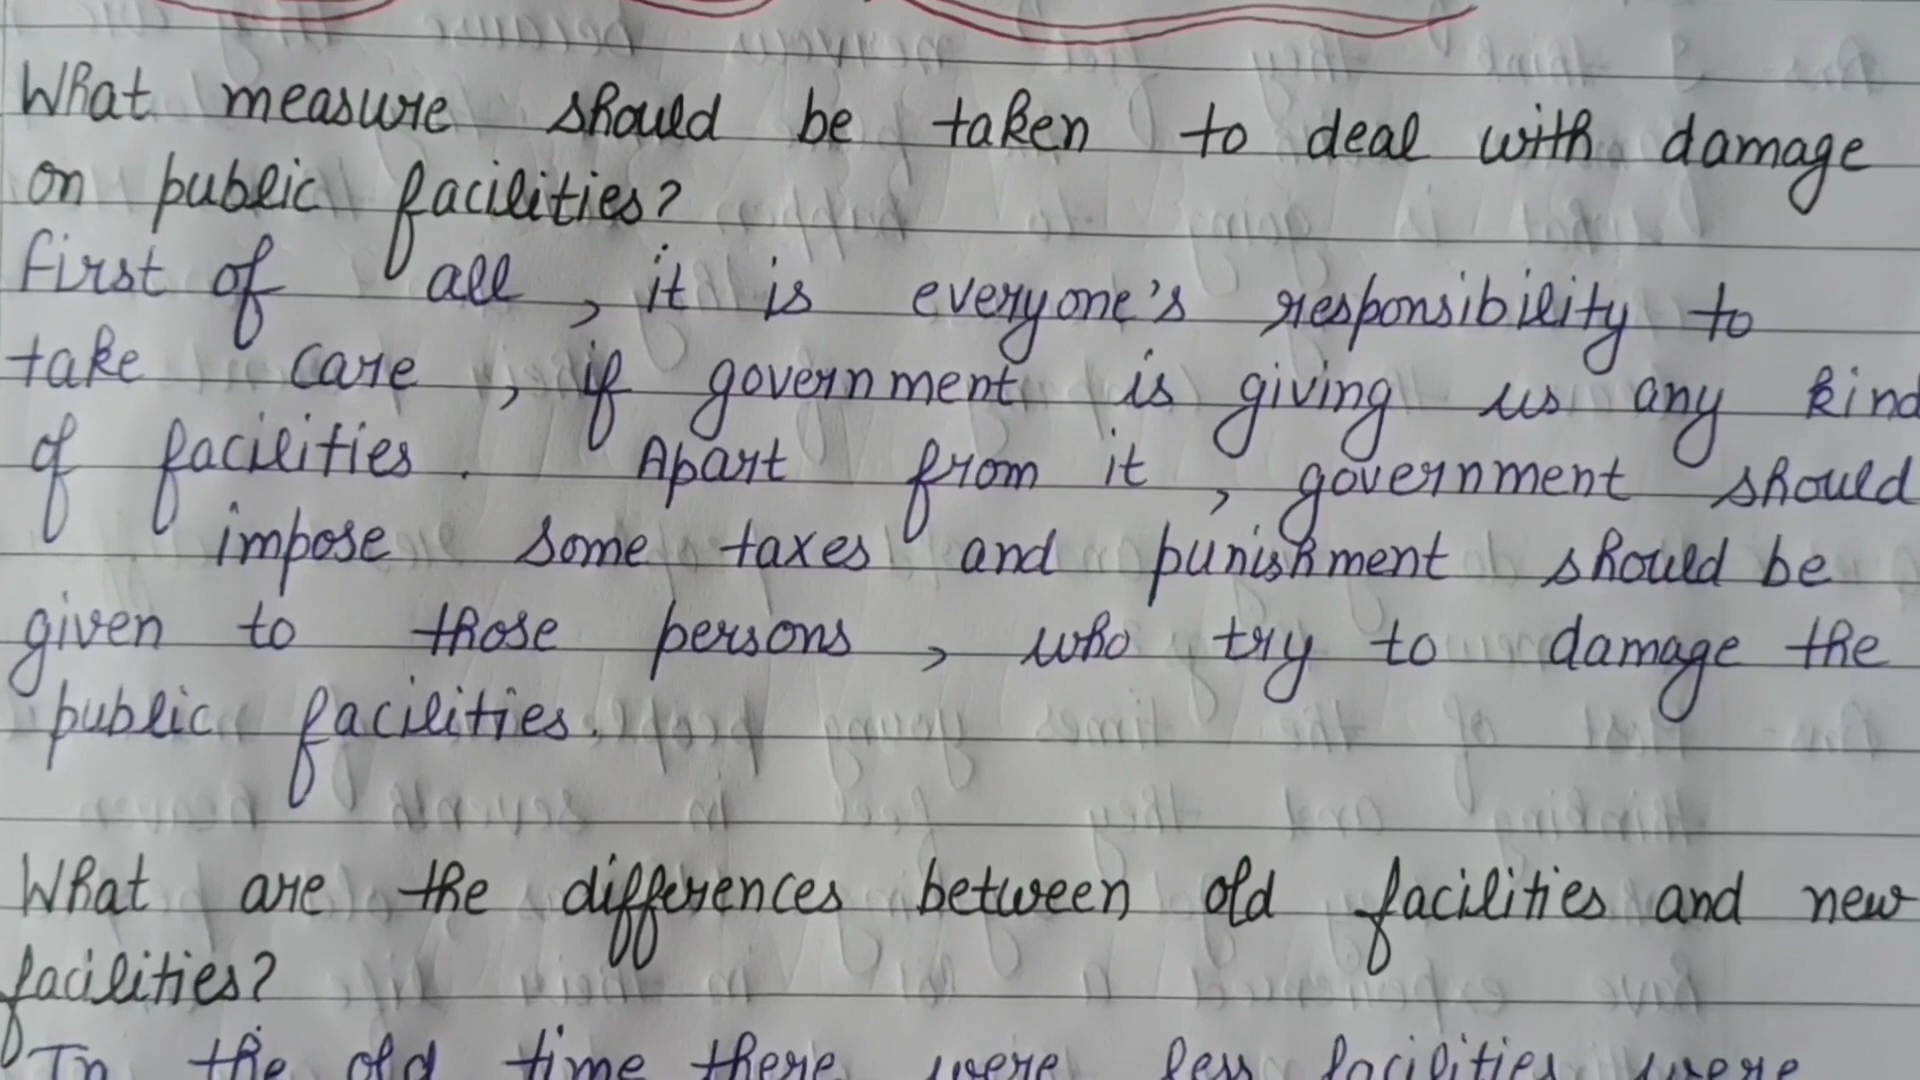 What measure should be taken to deal with damage
on public facilities?
First of all, it is everyone's responsibility to
take care, if government is giving us any kind
of facilities. Apart from it, government should
impose some taxes and punishment should be
given to those persons, who try to damage the
public facilities.
What are the differences between old facilities and new
facilities?
In the old time there were less facilities were